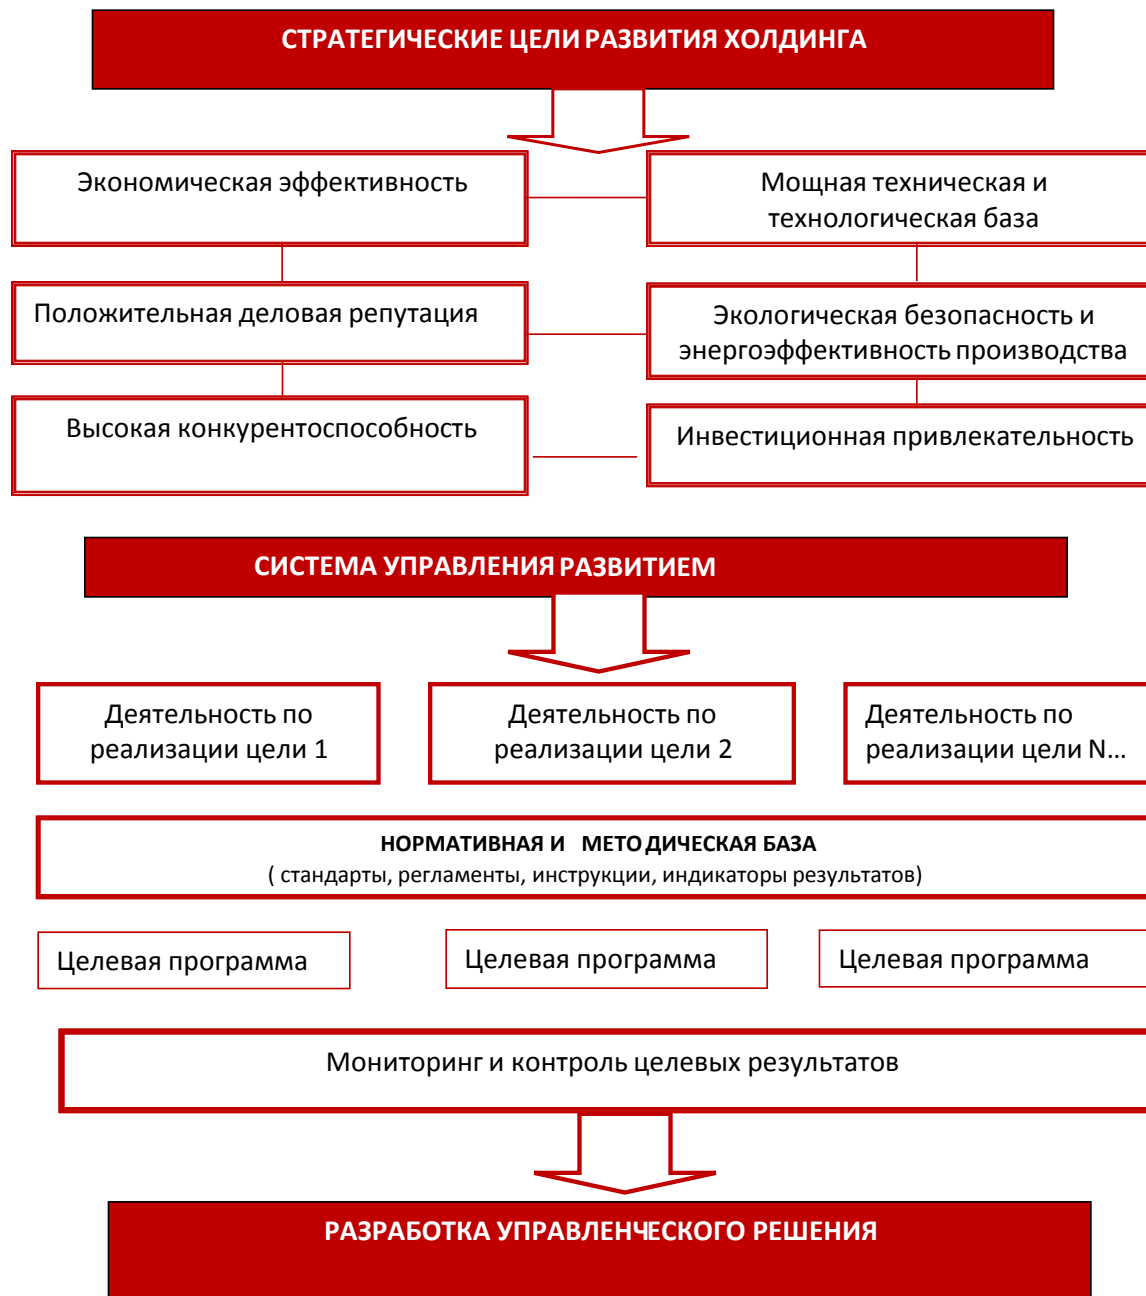 СТРАТЕГИЧЕСКИЕ ЦЕЛИ РАЗВИТИЯ ХОЛДИНГА
Экономическая эффективность
Мощная техническая и
технологическая база
Положительная деловая репутация
Экологическая безопасность и
энергоэффективность производства
Высокая конкурентоспособность
Инвестиционная привлекательность
СИСТЕМА УПРАВЛЕНИЯ РАЗВИТИЕМ
Деятельность по
реализации цели 1
Деятельность по
реализации цели 2
Деятельность по
реализации цели N...
НОРМАТИВНАЯ И МЕТОДИЧЕСКАЯ БАЗА
( стандарты, регламенты, инструкции, индикаторы результатов)
Целевая программа
Целевая программа
Целевая программа
Мониторинг и контроль целевых результатов
РАЗРАБОТКА УПРАВЛЕНЧЕСКОГО РЕШЕНИЯ